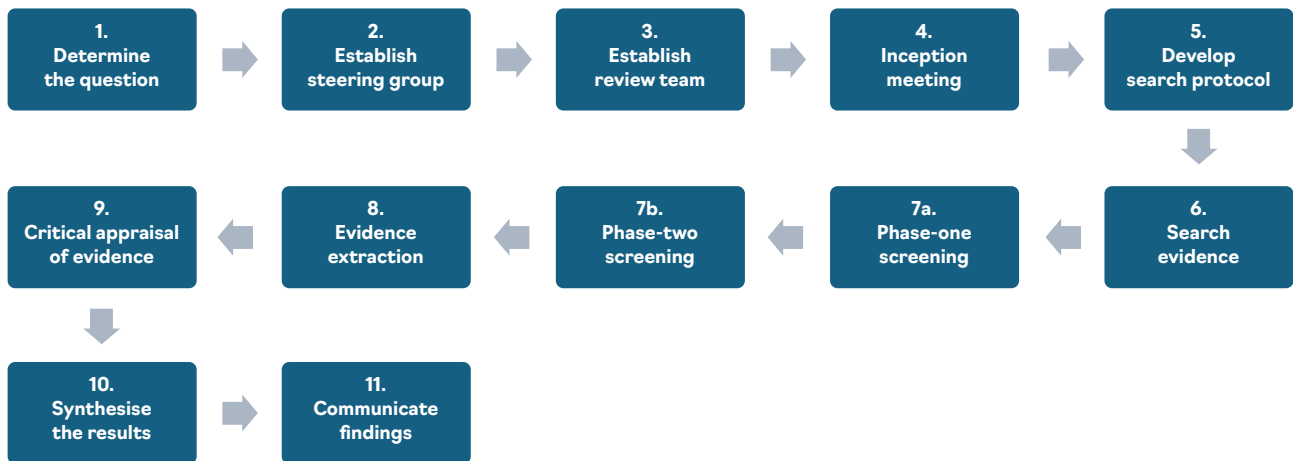 1.
Determine
the question
2.
Establish
steering group
3.
Establish
review team
4.
Inception
meeting
5.
Develop
search protocol
6.
Search
evidence
7a.
Phase-one
screening
7b.
Phase-two
screening
8.
Evidence
extraction
9.
Critical appraisal
of evidence
10.
Synthesise
the results
11.
Communicate
findings